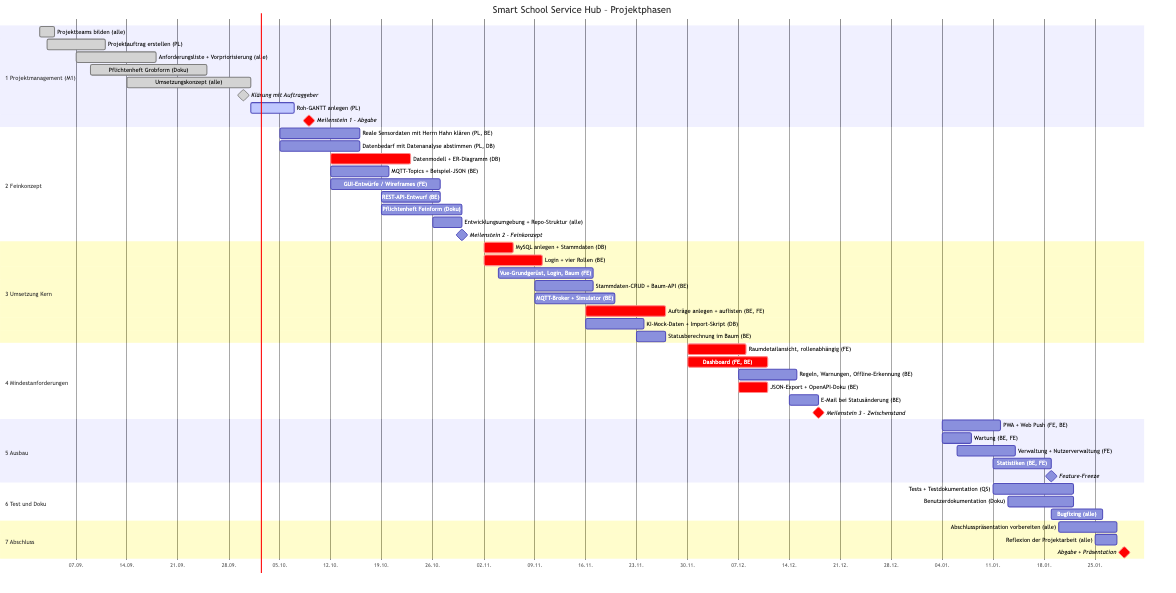 Smart School Service Hub - Projektphasen
1 Projektmanagement (M1)
Projektteams bilden (alle)
Projektauftrag erstellen (PL)
Anforderungsliste + Vorpriorisierung (alle)
Pflichtenheft Grobform (Doku)
Umsetzungskonzept (alle)
Klärung mit Auftraggeber
Roh-GANTT anlegen (PL)
Meilenstein 1 - Abgabe
2 Feinkonzept
Reale Sensordaten mit Herrn Hahn klären (PL, BE)
Datenbedarf mit Datenanalyse abstimmen (PL, DB)
Datenmodell + ER-Diagramm (DB)
MQTT-Topics + Beispiel-JSON (BE)
GUI-Entwürfe / Wireframes (FE)
REST-API-Entwurf (BE)
Pflichtenheft Feinform (Doku)
Entwicklungsumgebung + Repo-Struktur (alle)
Meilenstein 2 - Feinkonzept
3 Umsetzung Kern
MySQL anlegen + Stammdaten (DB)
Login + vier Rollen (BE)
Vue-Grundgerüst, Login, Baum (FE)
Stammdaten-CRUD + Baum-API (BE)
MQTT-Broker + Simulator (BE)
Aufträge anlegen + auflisten (BE, FE)
KI-Mock-Daten + Import-Skript (DB)
Statusberechnung im Baum (BE)
4 Mindestanforderungen
Raumdetailansicht, rollenabhängig (FE)
Dashboard (FE, BE)
Regeln, Warnungen, Offline-Erkennung (BE)
JSON-Export + OpenAPI-Doku (BE)
E-Mail bei Statusänderung (BE)
Meilenstein 3 - Zwischenstand
5 Ausbau
PWA + Web Push (FE, BE)
Wartung (BE, FE)
Verwaltung + Nutzerverwaltung (FE)
Statistiken (BE, FE)
Feature-Freeze
6 Test und Doku
Tests + Testdokumentation (QS)
Benutzerdokumentation (Doku)
Bugfixing (alle)
7 Abschluss
Abschlusspräsentation vorbereiten (alle)
Reflexion der Projektarbeit (alle)
Abgabe + Präsentation
07.09. 14.09. 21.09. 28.09. 05.10. 12.10. 19.10. 26.10. 02.11. 09.11. 16.11. 23.11. 30.11. 07.12. 14.12. 21.12. 28.12. 04.01. 11.01. 18.01. 25.01.